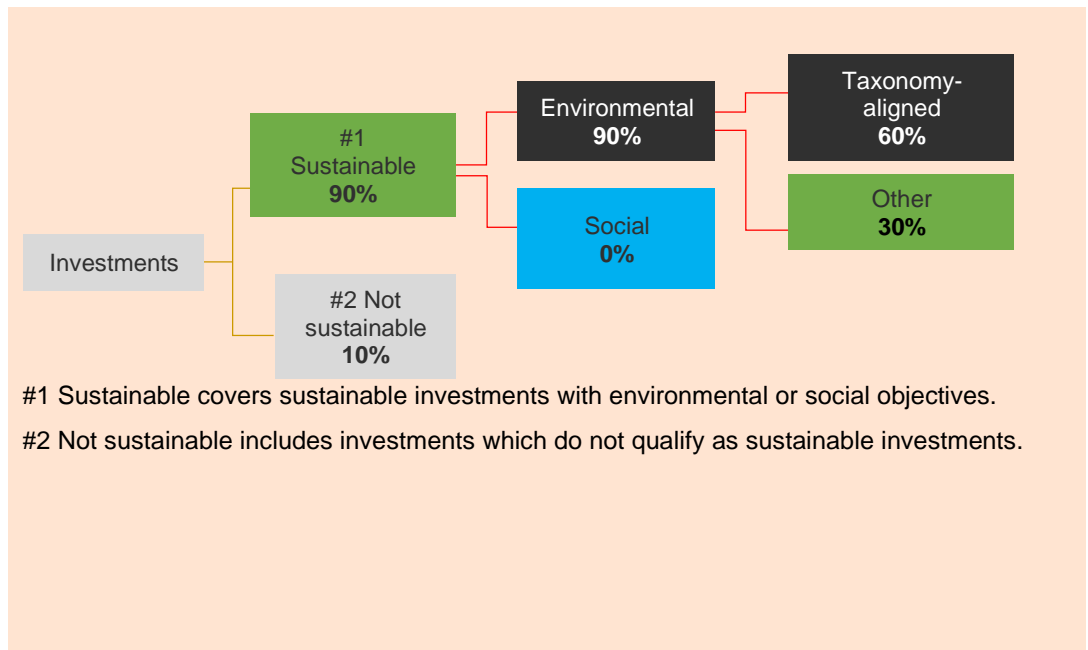 Investments
#1
Sustainable
90%
#2 Not
sustainable
10%
Environmental
90%
Social
0%
Taxonomy-
aligned
60%
Other
30%
#1 Sustainable covers sustainable investments with environmental or social objectives.
#2 Not sustainable includes investments which do not qualify as sustainable investments.